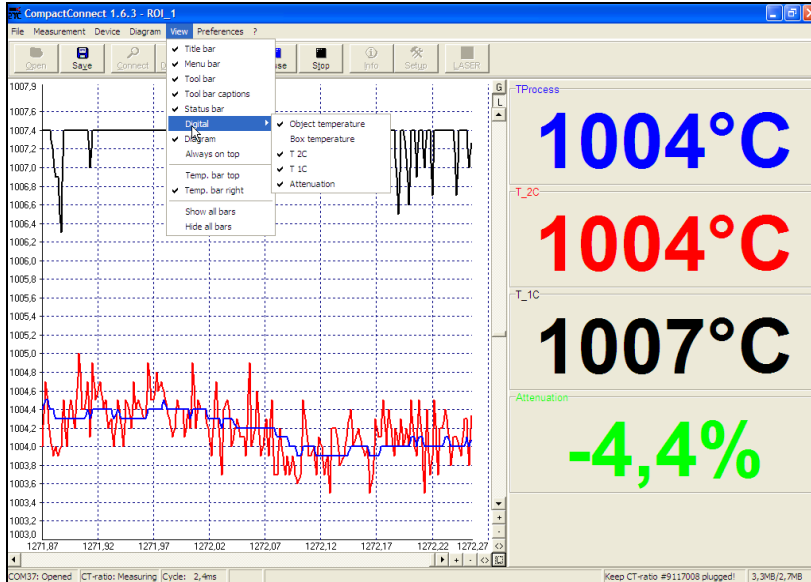 CompactConnect 1.6.3 - ROI_1
File Measurement Device Diagram View Preferences ?
Open Save Connect Stop Info Setup LASER
Title bar
Menu bar
Tool bar
Tool bar captions
Status bar
Digital
Diagram
Always on top
Temp. bar top
Temp. bar right
Show all bars
Hide all bars
Object temperature
Box temperature
T 2C
T 1C
Attenuation
G
L
1007,9
1007,6
1007,4
1007,2
1007,0
1006,8
1006,6
1006,4
1006,2
1006,0
1005,8
1005,6
1005,4
1005,2
1005,0
1004,8
1004,6
1004,4
1004,2
1004,0
1003,8
1003,6
1003,4
1003,2
1003,0
1271,87 1271,92 1271,97 1272,02 1272,07 1272,12 1272,17 1272,22 1272,27
TProcess
1004°C
T_2C
1004°C
T_1C
1007°C
Attenuation
-4,4%
COM37: Opened CT-ratio: Measuring Cycle: 2,4ms Keep CT-ratio #9117008 plugged! 3,3MB/2,7MB